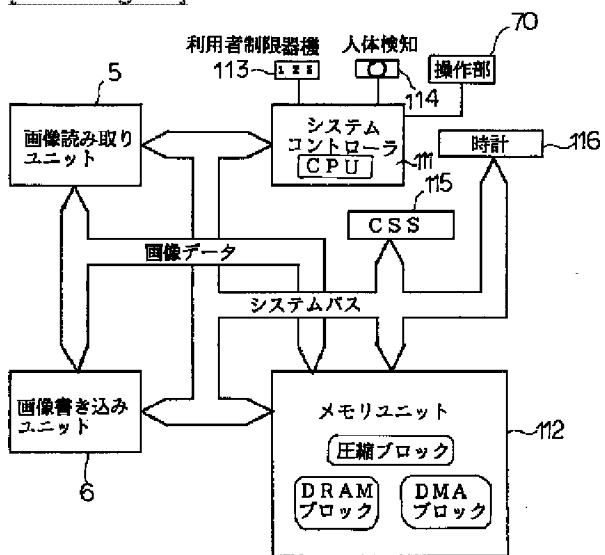 利用者制限器機
人体検知
70
113
1 2 3
114
操作部
5
画像読み取り
ユニット
システム
コントローラ
CPU
111
時計
116
115
CSS
画像データ
システムバス
画像書き込み
ユニット
6
メモリユニット
112
圧縮ブロック
DRAM
ブロック
DMA
ブロック